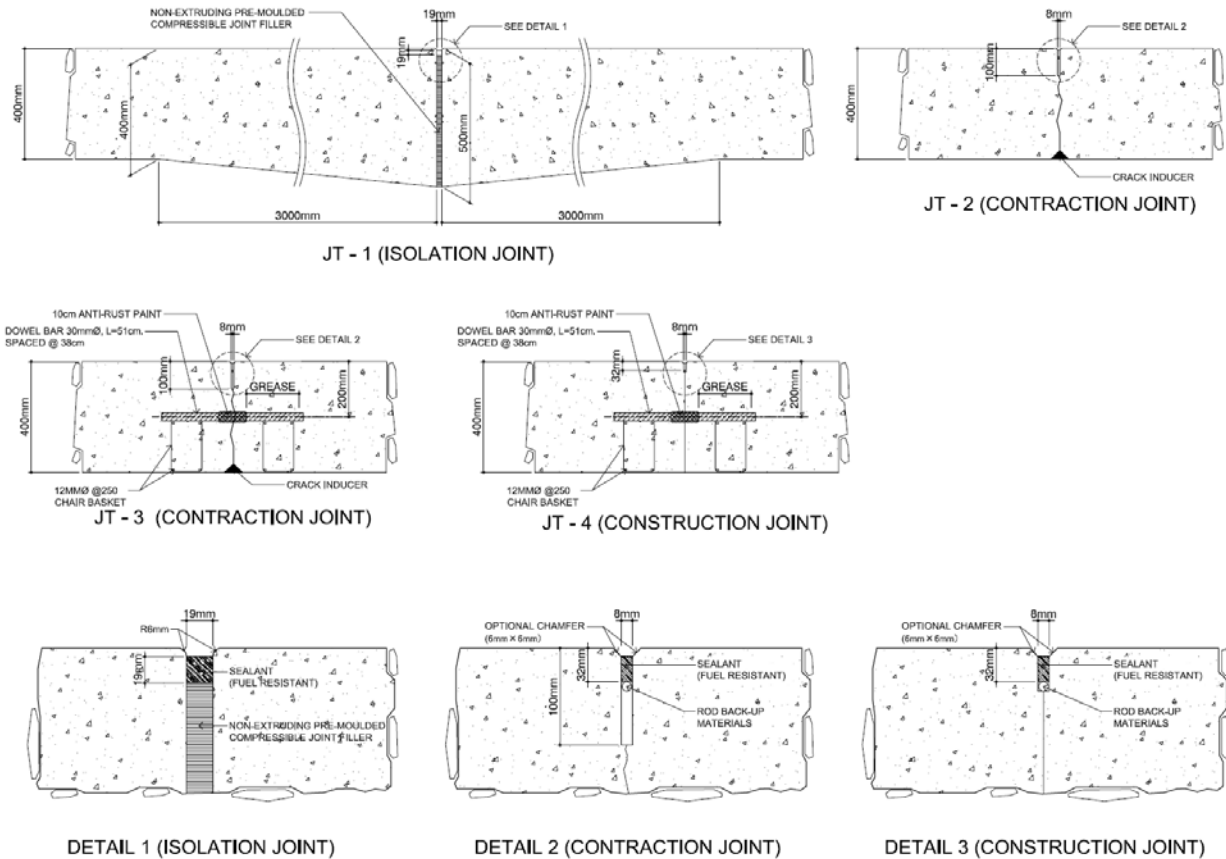 NON-EXTRUDING PRE-MOULDED
COMPRESSIBLE JOINT FILLER
19mm
SEE DETAIL 1
19mm
400mm
400mm
500mm
3000mm
3000mm
JT - 1 (ISOLATION JOINT)
8mm
SEE DETAIL 2
100mm
400mm
CRACK INDUCER
JT - 2 (CONTRACTION JOINT)
10cm ANTI-RUST PAINT
DOWEL BAR 30mmØ, L=51cm,
SPACED @ 38cm
8mm
SEE DETAIL 2
100mm
GREASE
200mm
400mm
12MMØ @250
CHAIR BASKET
CRACK INDUCER
JT - 3 (CONTRACTION JOINT)
10cm ANTI-RUST PAINT
DOWEL BAR 30mmØ, L=51cm,
SPACED @ 38cm
8mm
SEE DETAIL 3
32mm
GREASE
200mm
400mm
12MMØ @250
CHAIR BASKET
JT - 4 (CONSTRUCTION JOINT)
19mm
R6mm
19mm
SEALANT
(FUEL RESISTANT)
NON-EXTRUDING PRE-MOULDED
COMPRESSIBLE JOINT FILLER
DETAIL 1 (ISOLATION JOINT)
8mm
OPTIONAL CHAMFER
(6mm × 6mm)
32mm
100mm
SEALANT
(FUEL RESISTANT)
ROD BACK-UP
MATERIALS
DETAIL 2 (CONTRACTION JOINT)
8mm
OPTIONAL CHAMFER
(6mm × 6mm)
32mm
SEALANT
(FUEL RESISTANT)
ROD BACK-UP
MATERIALS
DETAIL 3 (CONSTRUCTION JOINT)